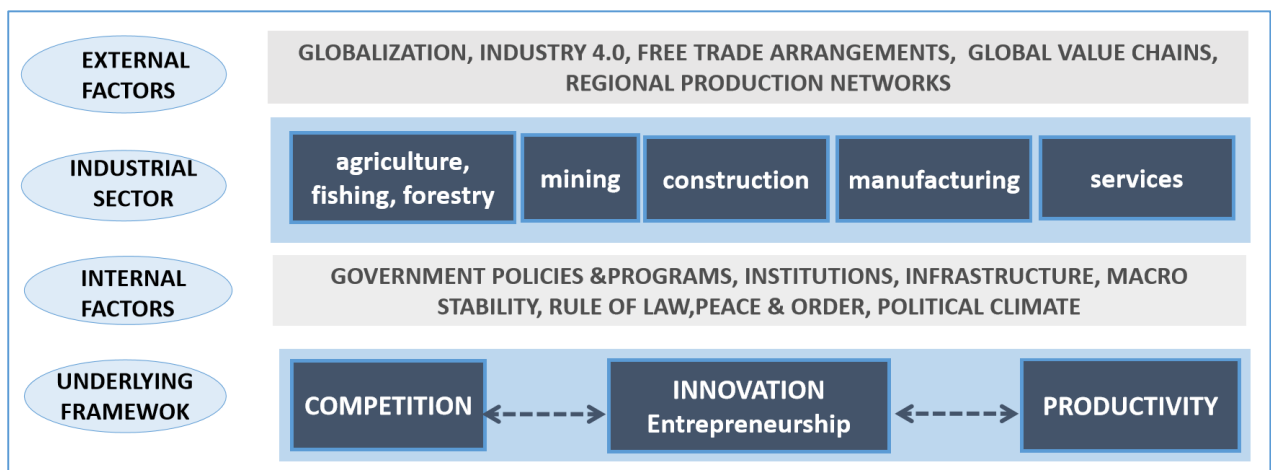 EXTERNAL
FACTORS
GLOBALIZATION, INDUSTRY 4.0, FREE TRADE ARRANGEMENTS, GLOBAL VALUE CHAINS,
REGIONAL PRODUCTION NETWORKS
INDUSTRIAL
SECTOR
agriculture,
fishing, forestry
mining
construction
manufacturing
services
INTERNAL
FACTORS
GOVERNMENT POLICIES &PROGRAMS, INSTITUTIONS, INFRASTRUCTURE, MACRO
STABILITY, RULE OF LAW,PEACE & ORDER, POLITICAL CLIMATE
UNDERLYING
FRAMEWOK
COMPETITION
INNOVATION
Entrepreneurship
PRODUCTIVITY